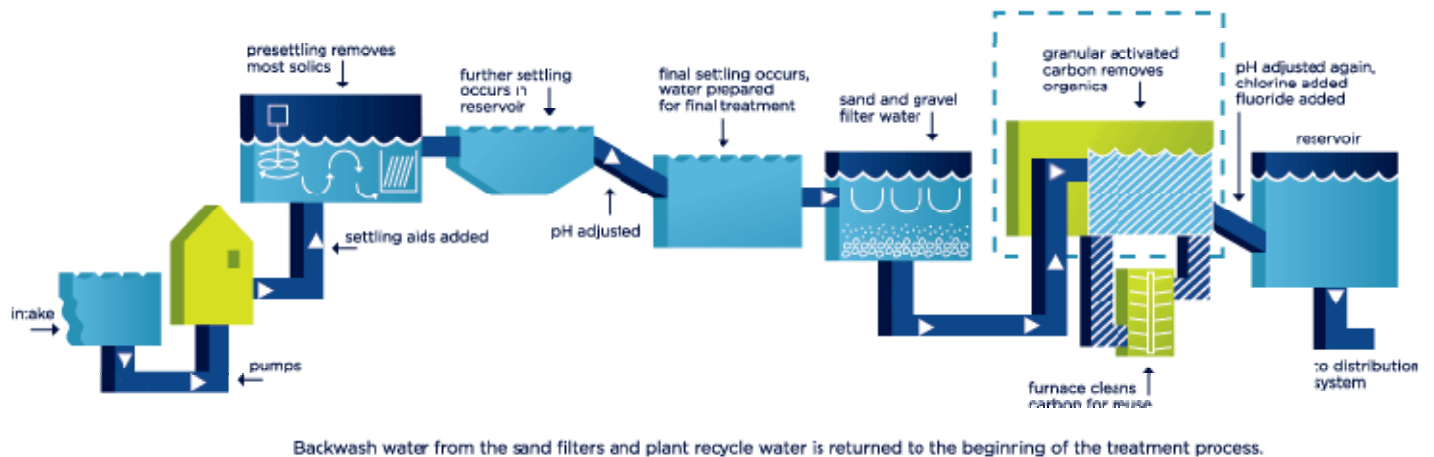 presettling removes
most solics
further settling
occurs in
reservoir
final settling occurs,
water prepared
for final treatment
sand and gravel
filter water
granular activated
carbon removes
organics
pH adjusted again,
chlorine added
fluoride added
reservoir
settling aids added
pH adjusted
intake
pumps
furnace cleans
carbon for reuse
to distribution
system
Backwash water from the sand filters and plant recycle water is returned to the beginning of the treatment process.